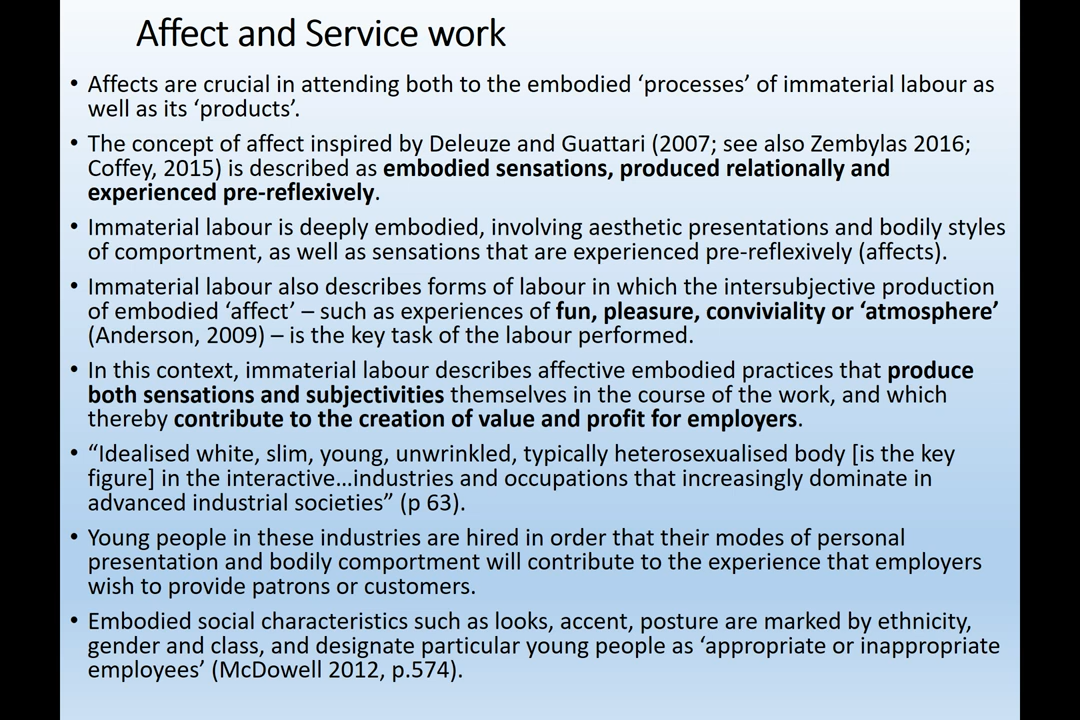 Affect and Service work
• Affects are crucial in attending both to the embodied ‘processes’ of immaterial labour as
well as its ‘products’.
• The concept of affect inspired by Deleuze and Guattari (2007; see also Zembylas 2016;
Coffey, 2015) is described as embodied sensations, produced relationally and
experienced pre-reflexively.
• Immaterial labour is deeply embodied, involving aesthetic presentations and bodily styles
of comportment, as well as sensations that are experienced pre-reflexively (affects).
• Immaterial labour also describes forms of labour in which the intersubjective production
of embodied ‘affect’ – such as experiences of fun, pleasure, conviviality or ‘atmosphere’
(Anderson, 2009) – is the key task of the labour performed.
• In this context, immaterial labour describes affective embodied practices that produce
both sensations and subjectivities themselves in the course of the work, and which
thereby contribute to the creation of value and profit for employers.
• “Idealised white, slim, young, unwrinkled, typically heterosexualised body [is the key
figure] in the interactive…industries and occupations that increasingly dominate in
advanced industrial societies” (p 63).
• Young people in these industries are hired in order that their modes of personal
presentation and bodily comportment will contribute to the experience that employers
wish to provide patrons or customers.
• Embodied social characteristics such as looks, accent, posture are marked by ethnicity,
gender and class, and designate particular young people as ‘appropriate or inappropriate
employees’ (McDowell 2012, p.574).